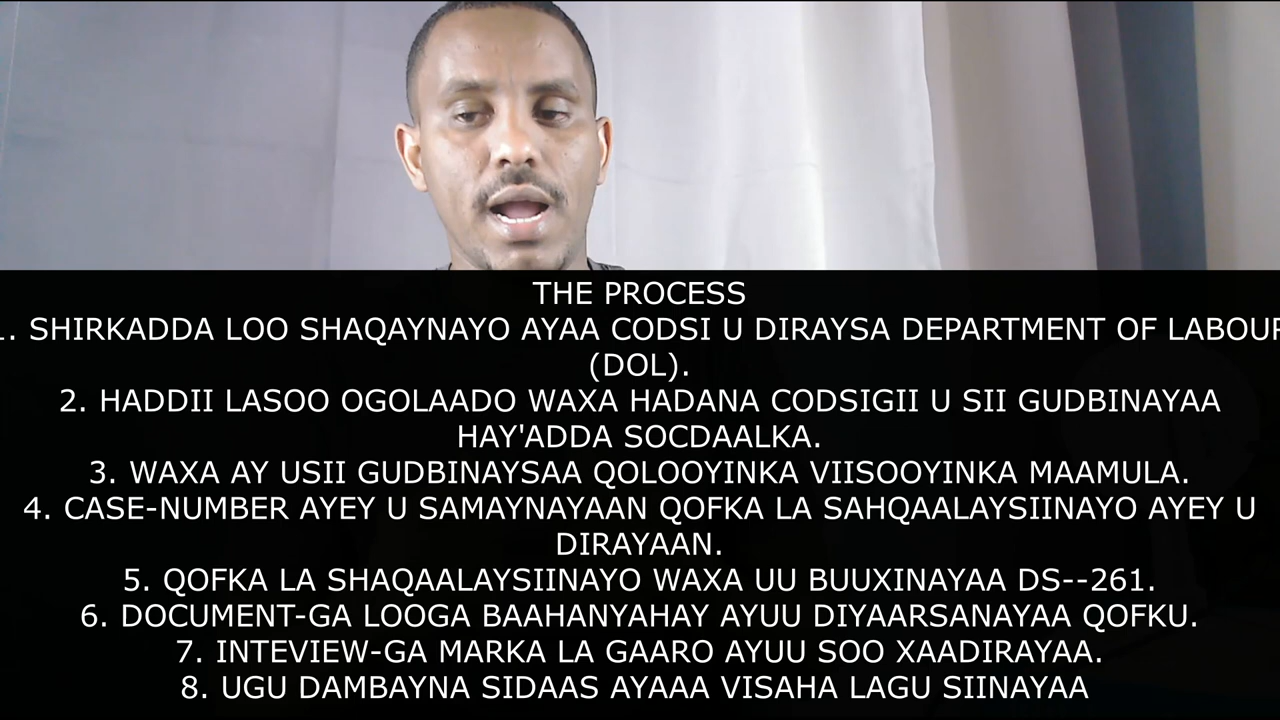 THE PROCESS
1. SHIRKADDA LOO SHAQAYNAYO AYAA CODSI U DIRAYSA DEPARTMENT OF LABOUR
(DOL).
2. HADDII LASOO OGOLAADO WAXA HADANA CODSIGII U SII GUDBINAYAA
HAY'ADDA SOCDAALKA.
3. WAXA AY USII GUDBINAYSAA QOLOOYINKA VIISOOYINKA MAAMULA.
4. CASE-NUMBER AYEY U SAMAYNAYAAN QOFKA LA SAHQAALAYSIINAYO AYEY U
DIRAYAAN.
5. QOFKA LA SHAQAALAYSIINAYO WAXA UU BUUXINAYAA DS--261.
6. DOCUMENT-GA LOOGA BAAHANYAHAY AYUU DIYAARSANAYAA QOFKU.
7. INTEVIEW-GA MARKA LA GAARO AYUU SOO XAADIRAYAA.
8. UGU DAMBAYNA SIDAAS AYAAA VISAHA LAGU SIINAYAA